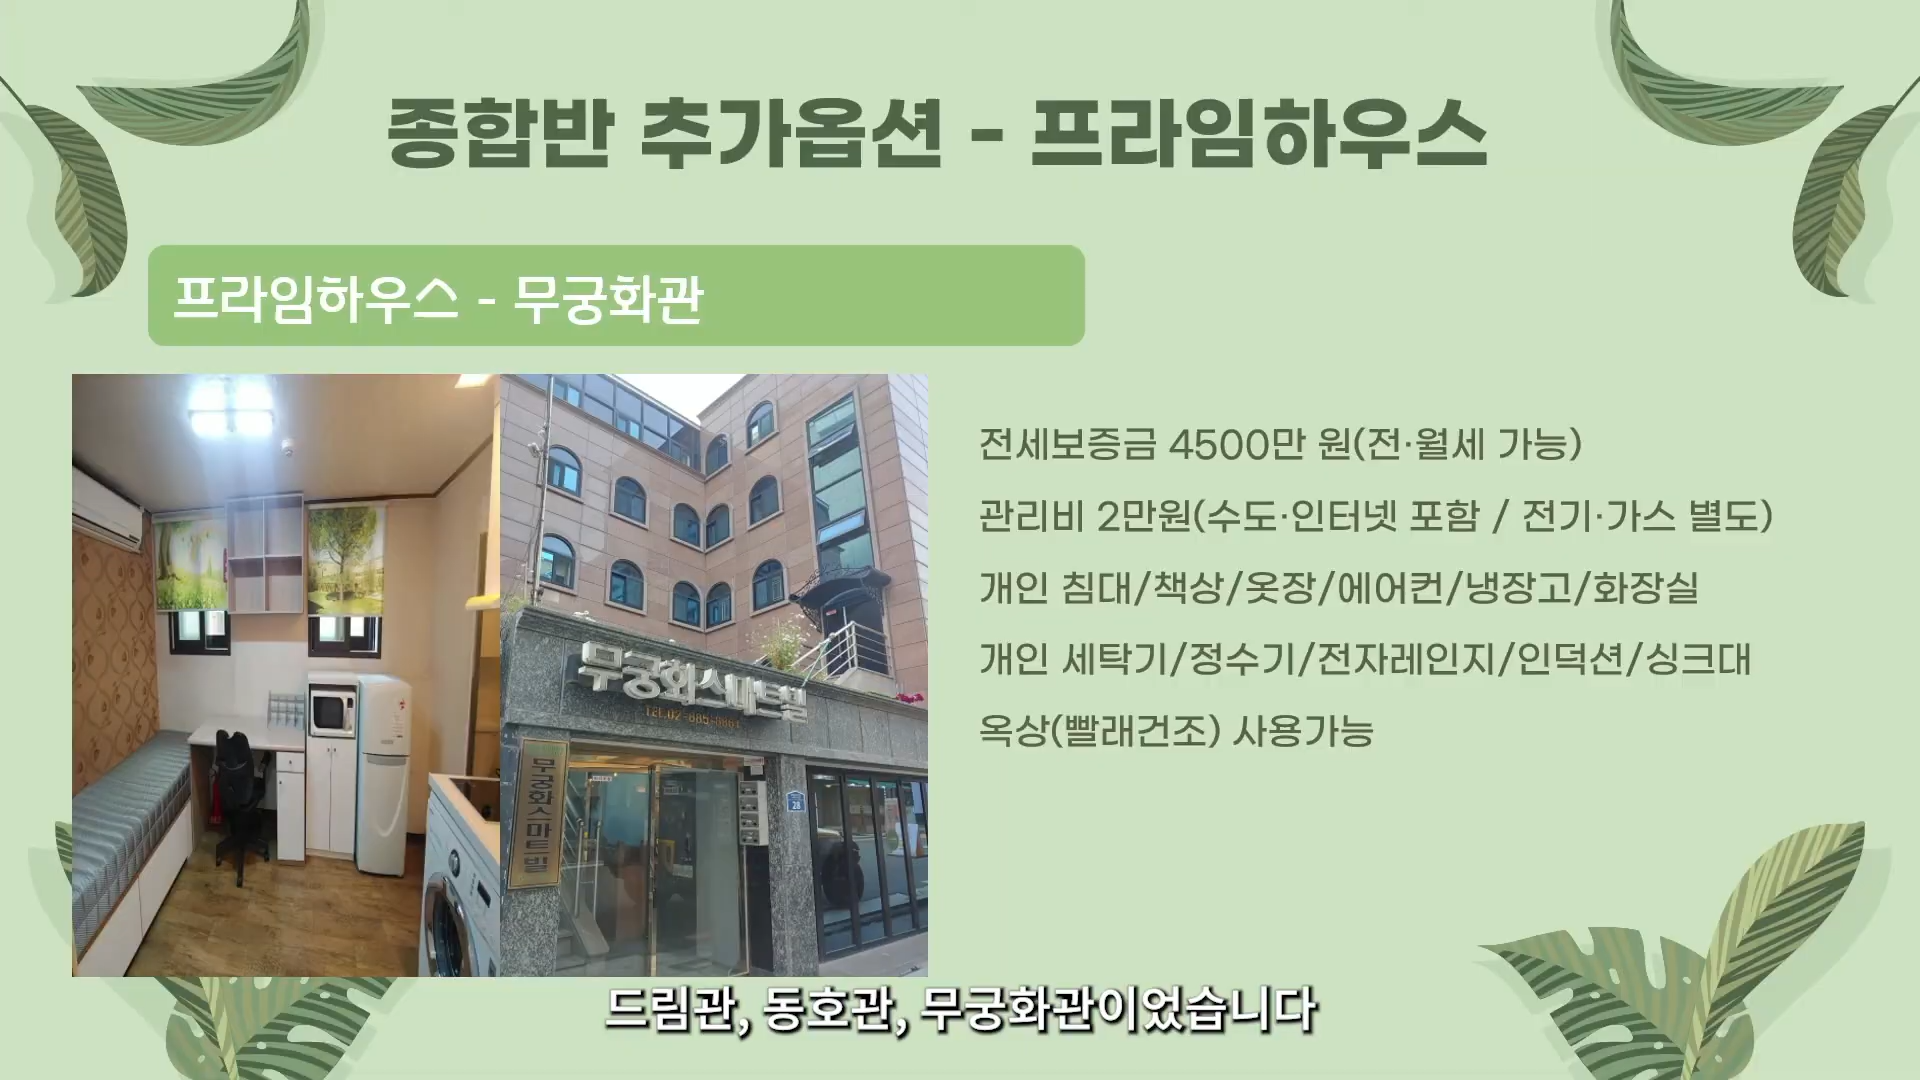 종합반 추가옵션 - 프라임하우스
프라임하우스 - 무궁화관
전세보증금 4500만 원(전·월세 가능)
관리비 2만원(수도·인터넷 포함 / 전기·가스 별도)
개인 침대/책상/옷장/에어컨/냉장고/화장실
개인 세탁기/정수기/전자레인지/인덕션/싱크대
옥상(빨래건조) 사용가능
무궁화스마트빌
무궁화스마트빌
28
드림관, 동호관, 무궁화관이었습니다